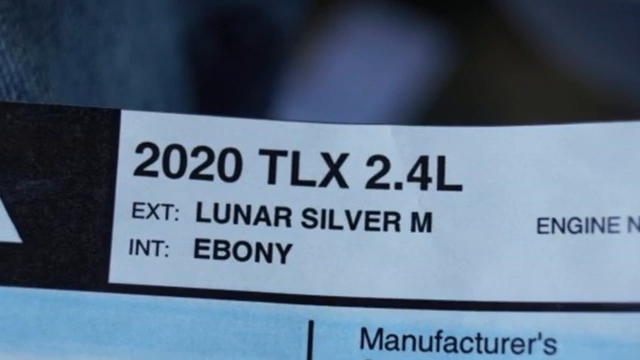 2020 TLX 2.4L
EXT: LUNAR SILVER M
ENGINE N
INT: EBONY
Manufacturer's